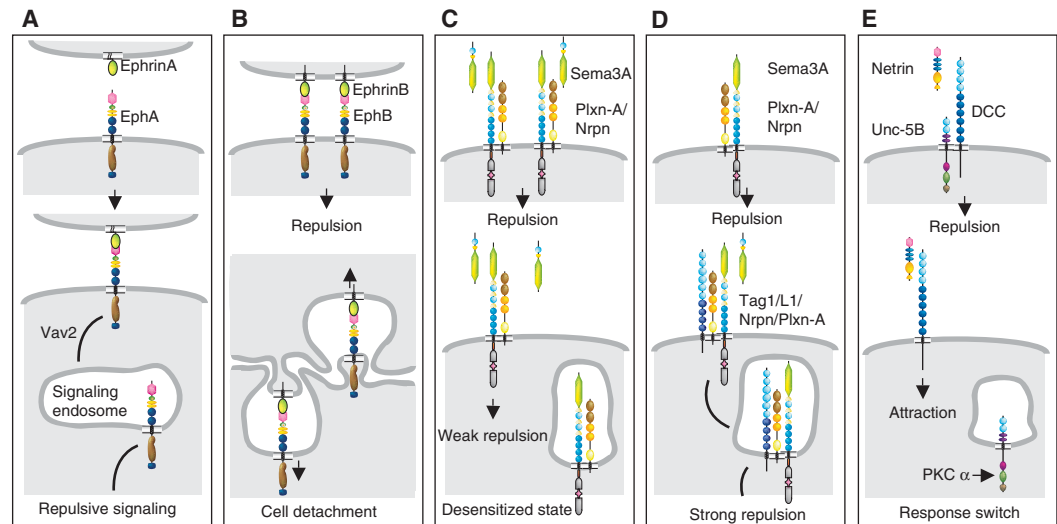 A
EphrinA
EphA
Vav2
Signaling
endosome
Repulsive signaling
B
EphrinB
EphB
Repulsion
Cell detachment
C
Sema3A
Plxn-A/
Nrpn
Repulsion
Weak repulsion
Desensitized state
D
Sema3A
Plxn-A/
Nrpn
Repulsion
Tag1/L1/
Nrpn/Plxn-A
Strong repulsion
E
Netrin
DCC
Unc-5B
Repulsion
Attraction
PKC α
Response switch